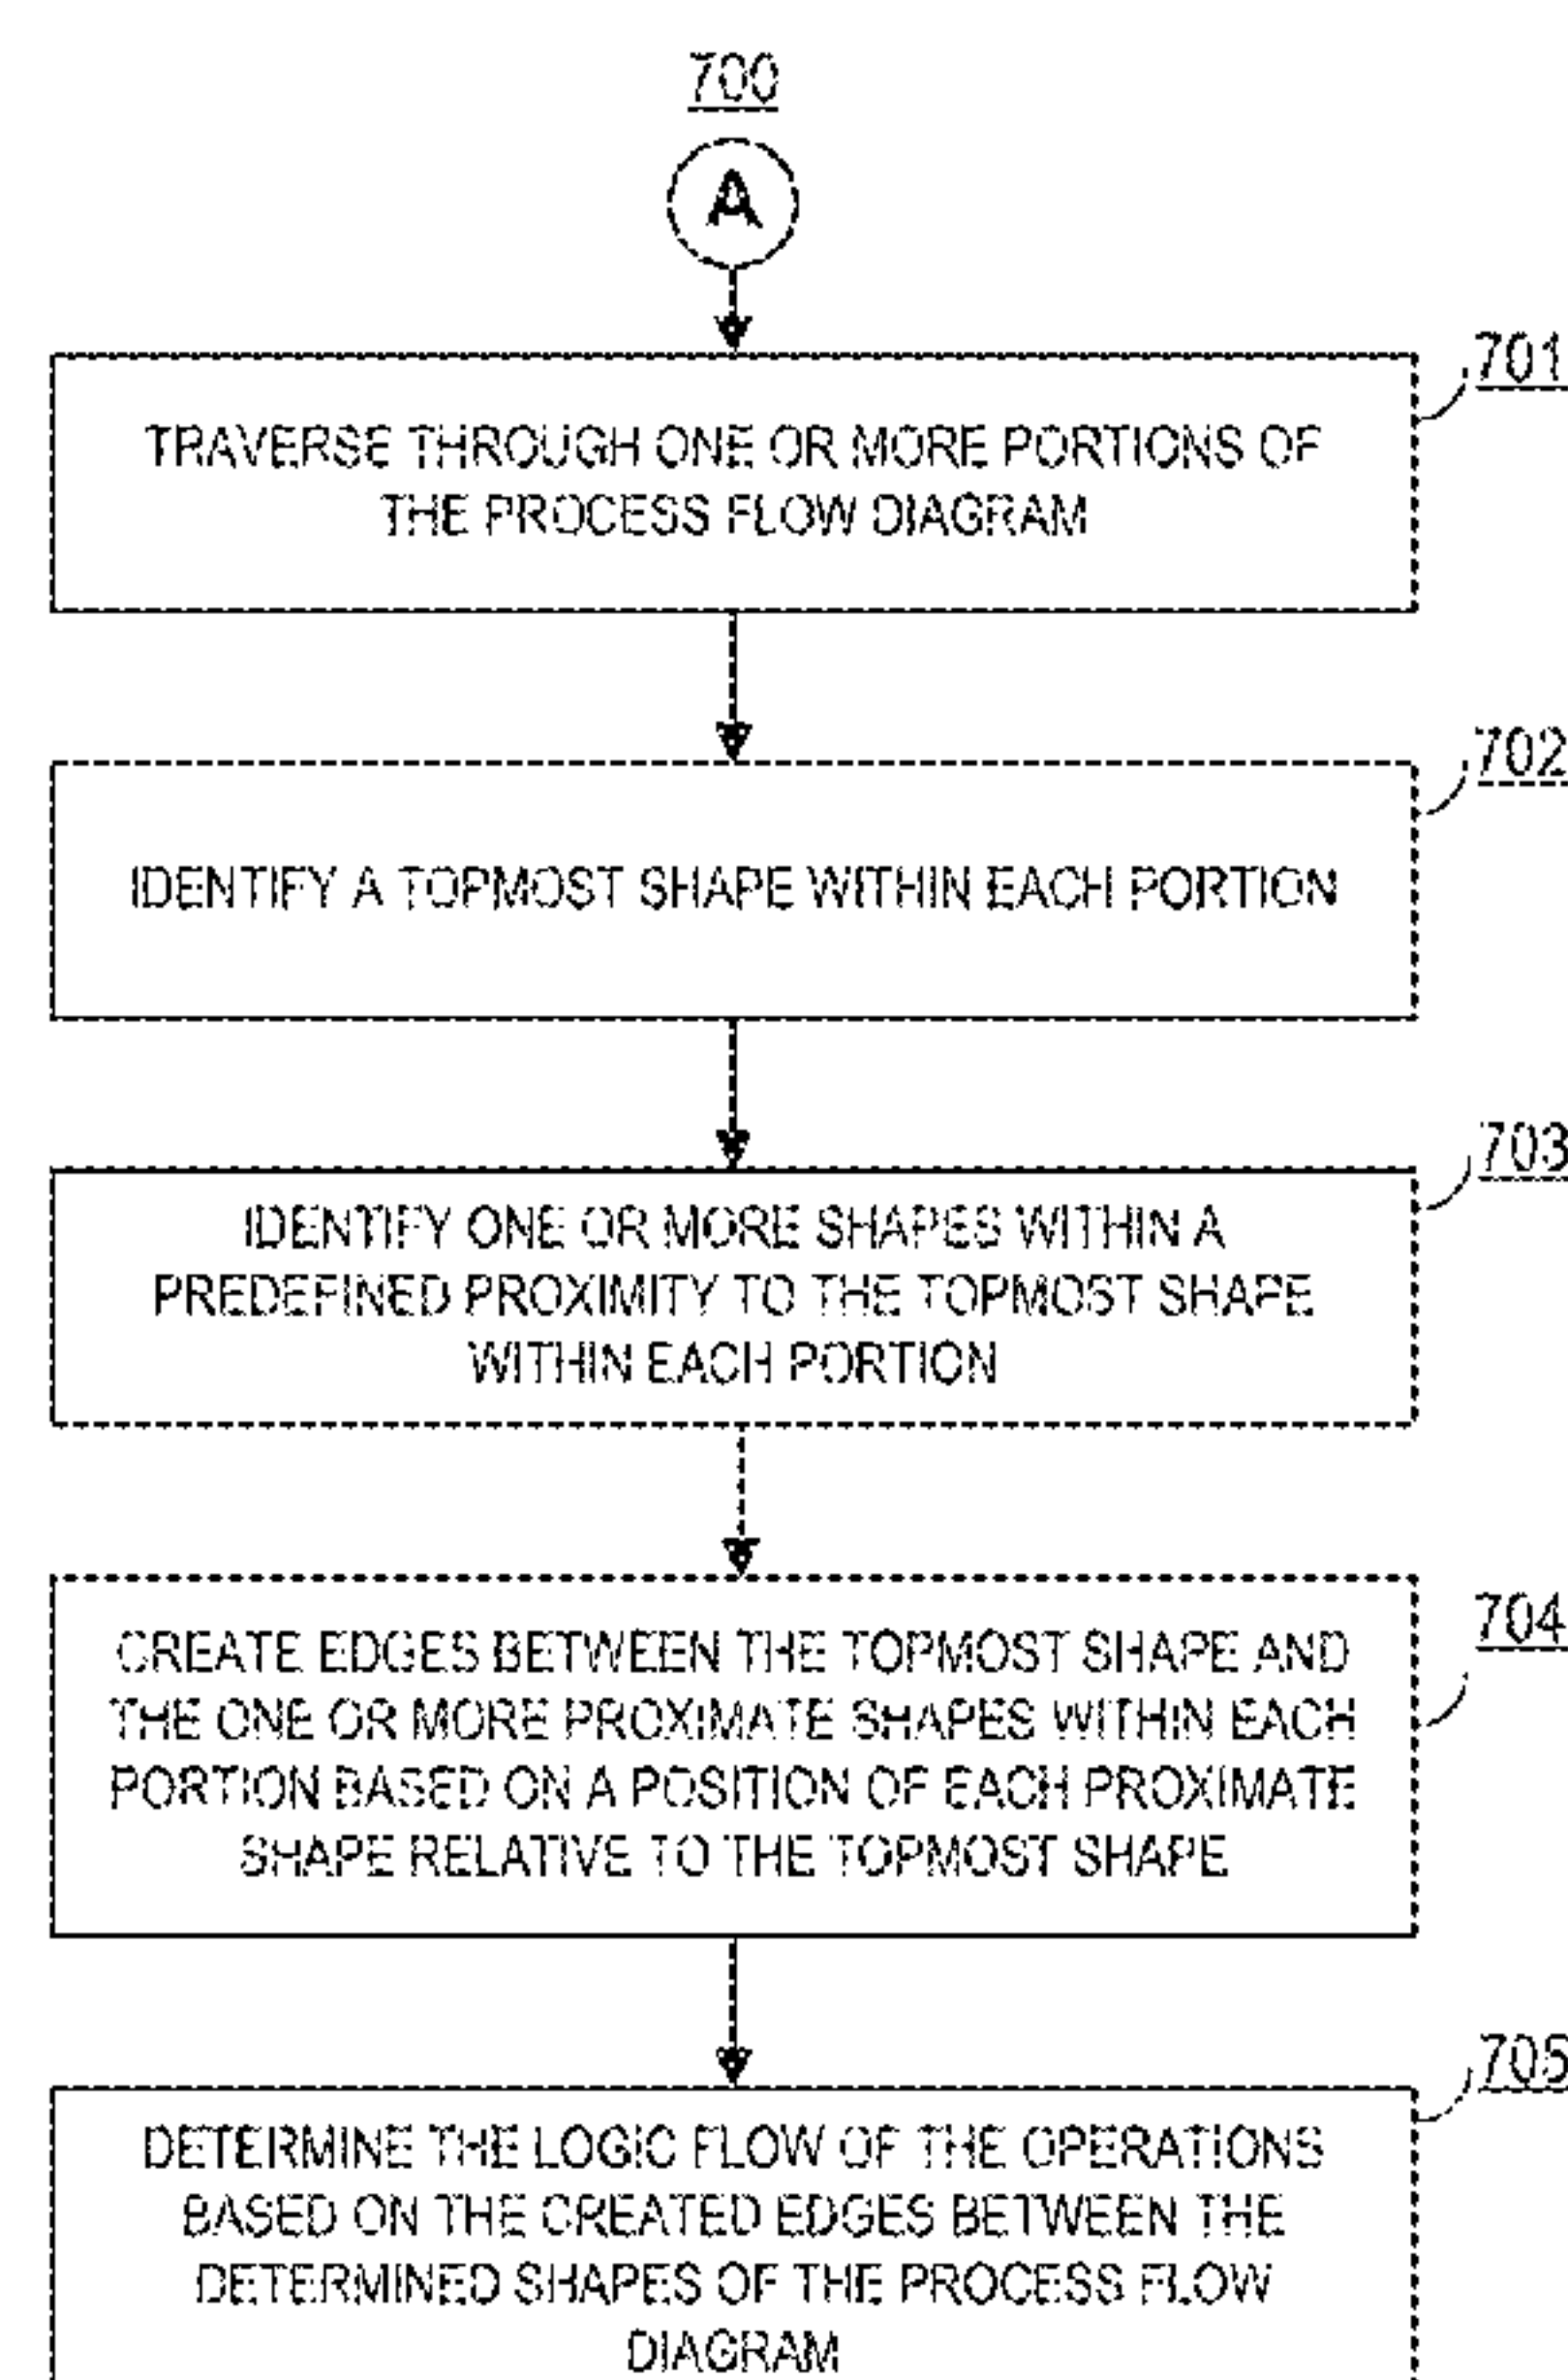 700
A
701
TRAVERSE THROUGH ONE OR MORE PORTIONS OF
THE PROCESS FLOW DIAGRAM
702
IDENTIFY A TOPMOST SHAPE WITHIN EACH PORTION
703
IDENTIFY ONE OR MORE SHAPES WITHIN A
PREDEFINED PROXIMITY TO THE TOPMOST SHAPE
WITHIN EACH PORTION
704
CREATE EDGES BETWEEN THE TOPMOST SHAPE AND
THE ONE OR MORE PROXIMATE SHAPES WITHIN EACH
PORTION BASED ON A POSITION OF EACH PROXIMATE
SHAPE RELATIVE TO THE TOPMOST SHAPE
705
DETERMINE THE LOGIC FLOW OF THE OPERATIONS
BASED ON THE CREATED EDGES BETWEEN THE
DETERMINED SHAPES OF THE PROCESS FLOW
DIAGRAM